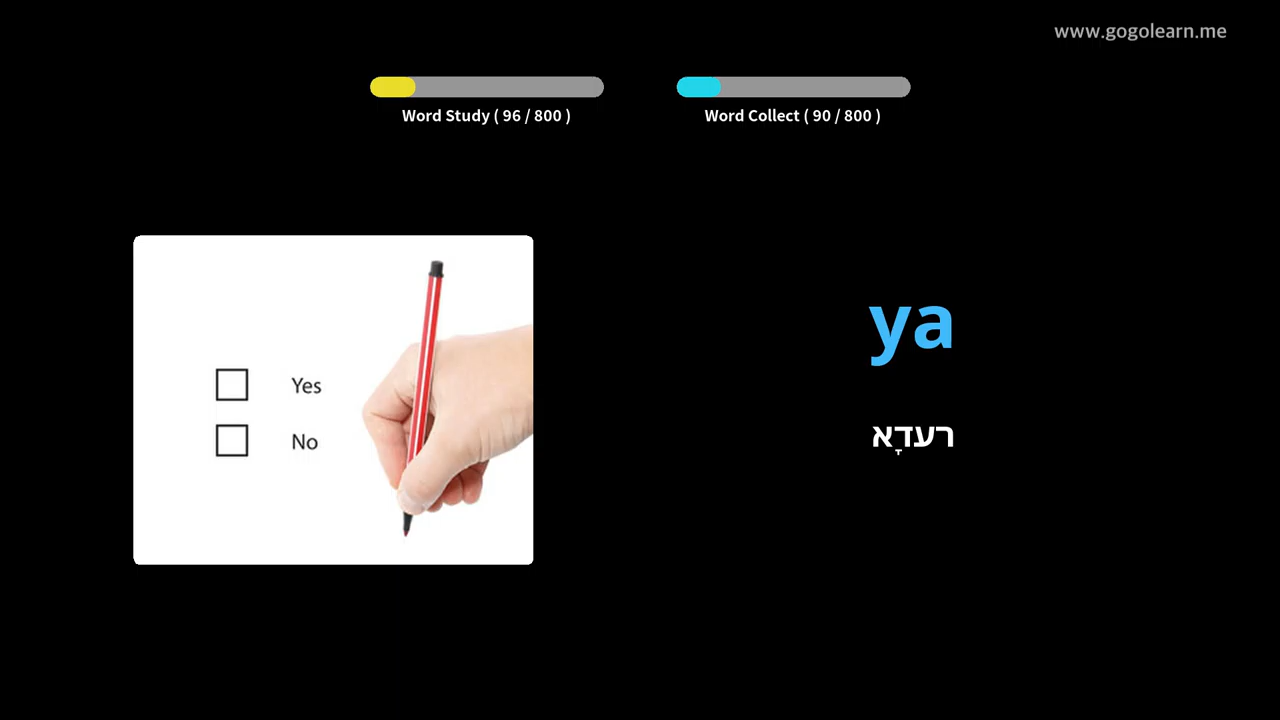 www.gogolearn.me
Word Study ( 96 / 800 )
Word Collect ( 90 / 800 )
Yes
No
ya
רעדָא